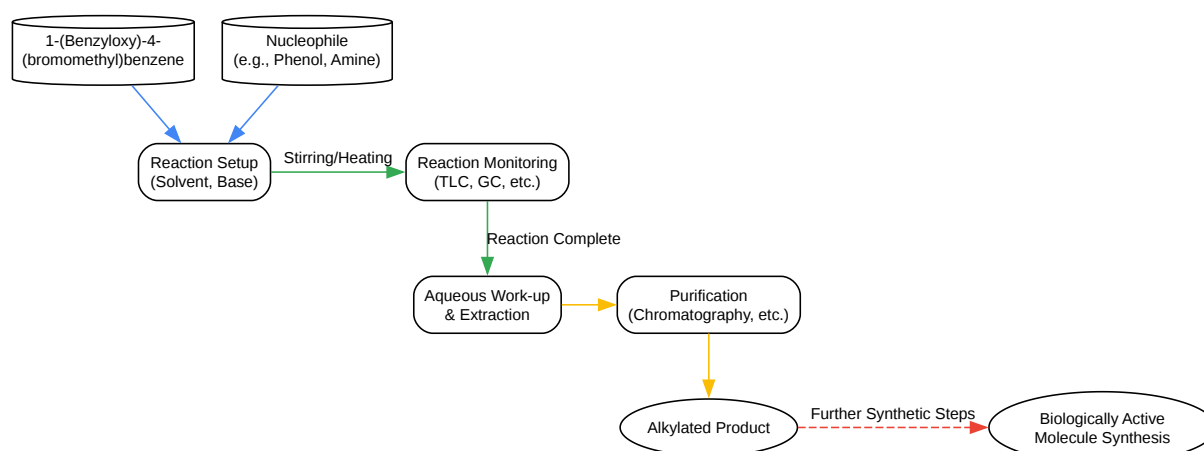 1-(Benzyloxy)-4-
(bromomethyl)benzene
Nucleophile
(e.g., Phenol, Amine)
Reaction Setup
(Solvent, Base)
Stirring/Heating
Reaction Monitoring
(TLC, GC, etc.)
Reaction Complete
Aqueous Work-up
& Extraction
Purification
(Chromatography, etc.)
Alkylated Product
Further Synthetic Steps
Biologically Active
Molecule Synthesis